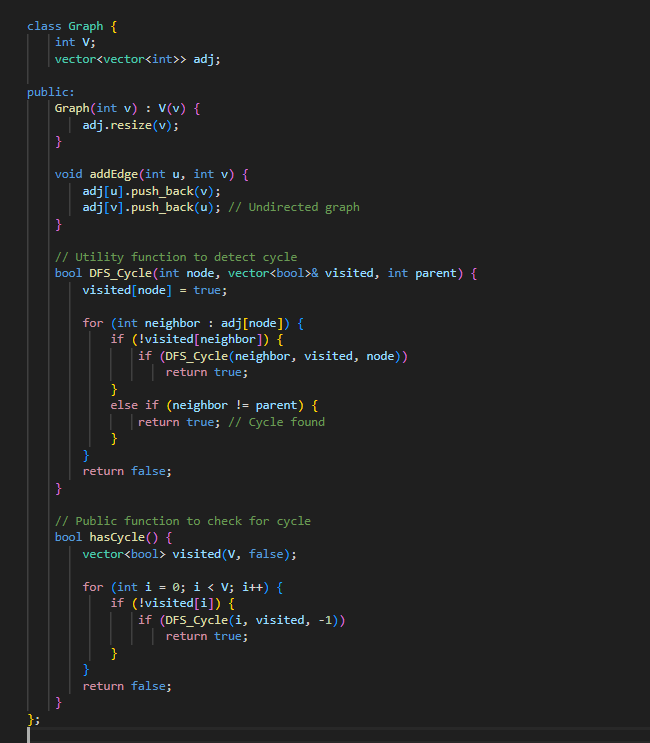 class Graph {
    int V;
    vector<vector<int>> adj;

public:
    Graph(int v) : V(v) {
        adj.resize(v);
    }

    void addEdge(int u, int v) {
        adj[u].push_back(v);
        adj[v].push_back(u); // Undirected graph
    }

    // Utility function to detect cycle
    bool DFS_Cycle(int node, vector<bool>& visited, int parent) {
        visited[node] = true;

        for (int neighbor : adj[node]) {
            if (!visited[neighbor]) {
                if (DFS_Cycle(neighbor, visited, node))
                    return true;
            }
            else if (neighbor != parent) {
                return true; // Cycle found
            }
        }
        return false;
    }

    // Public function to check for cycle
    bool hasCycle() {
        vector<bool> visited(V, false);

        for (int i = 0; i < V; i++) {
            if (!visited[i]) {
                if (DFS_Cycle(i, visited, -1))
                    return true;
            }
        }
        return false;
    }
};